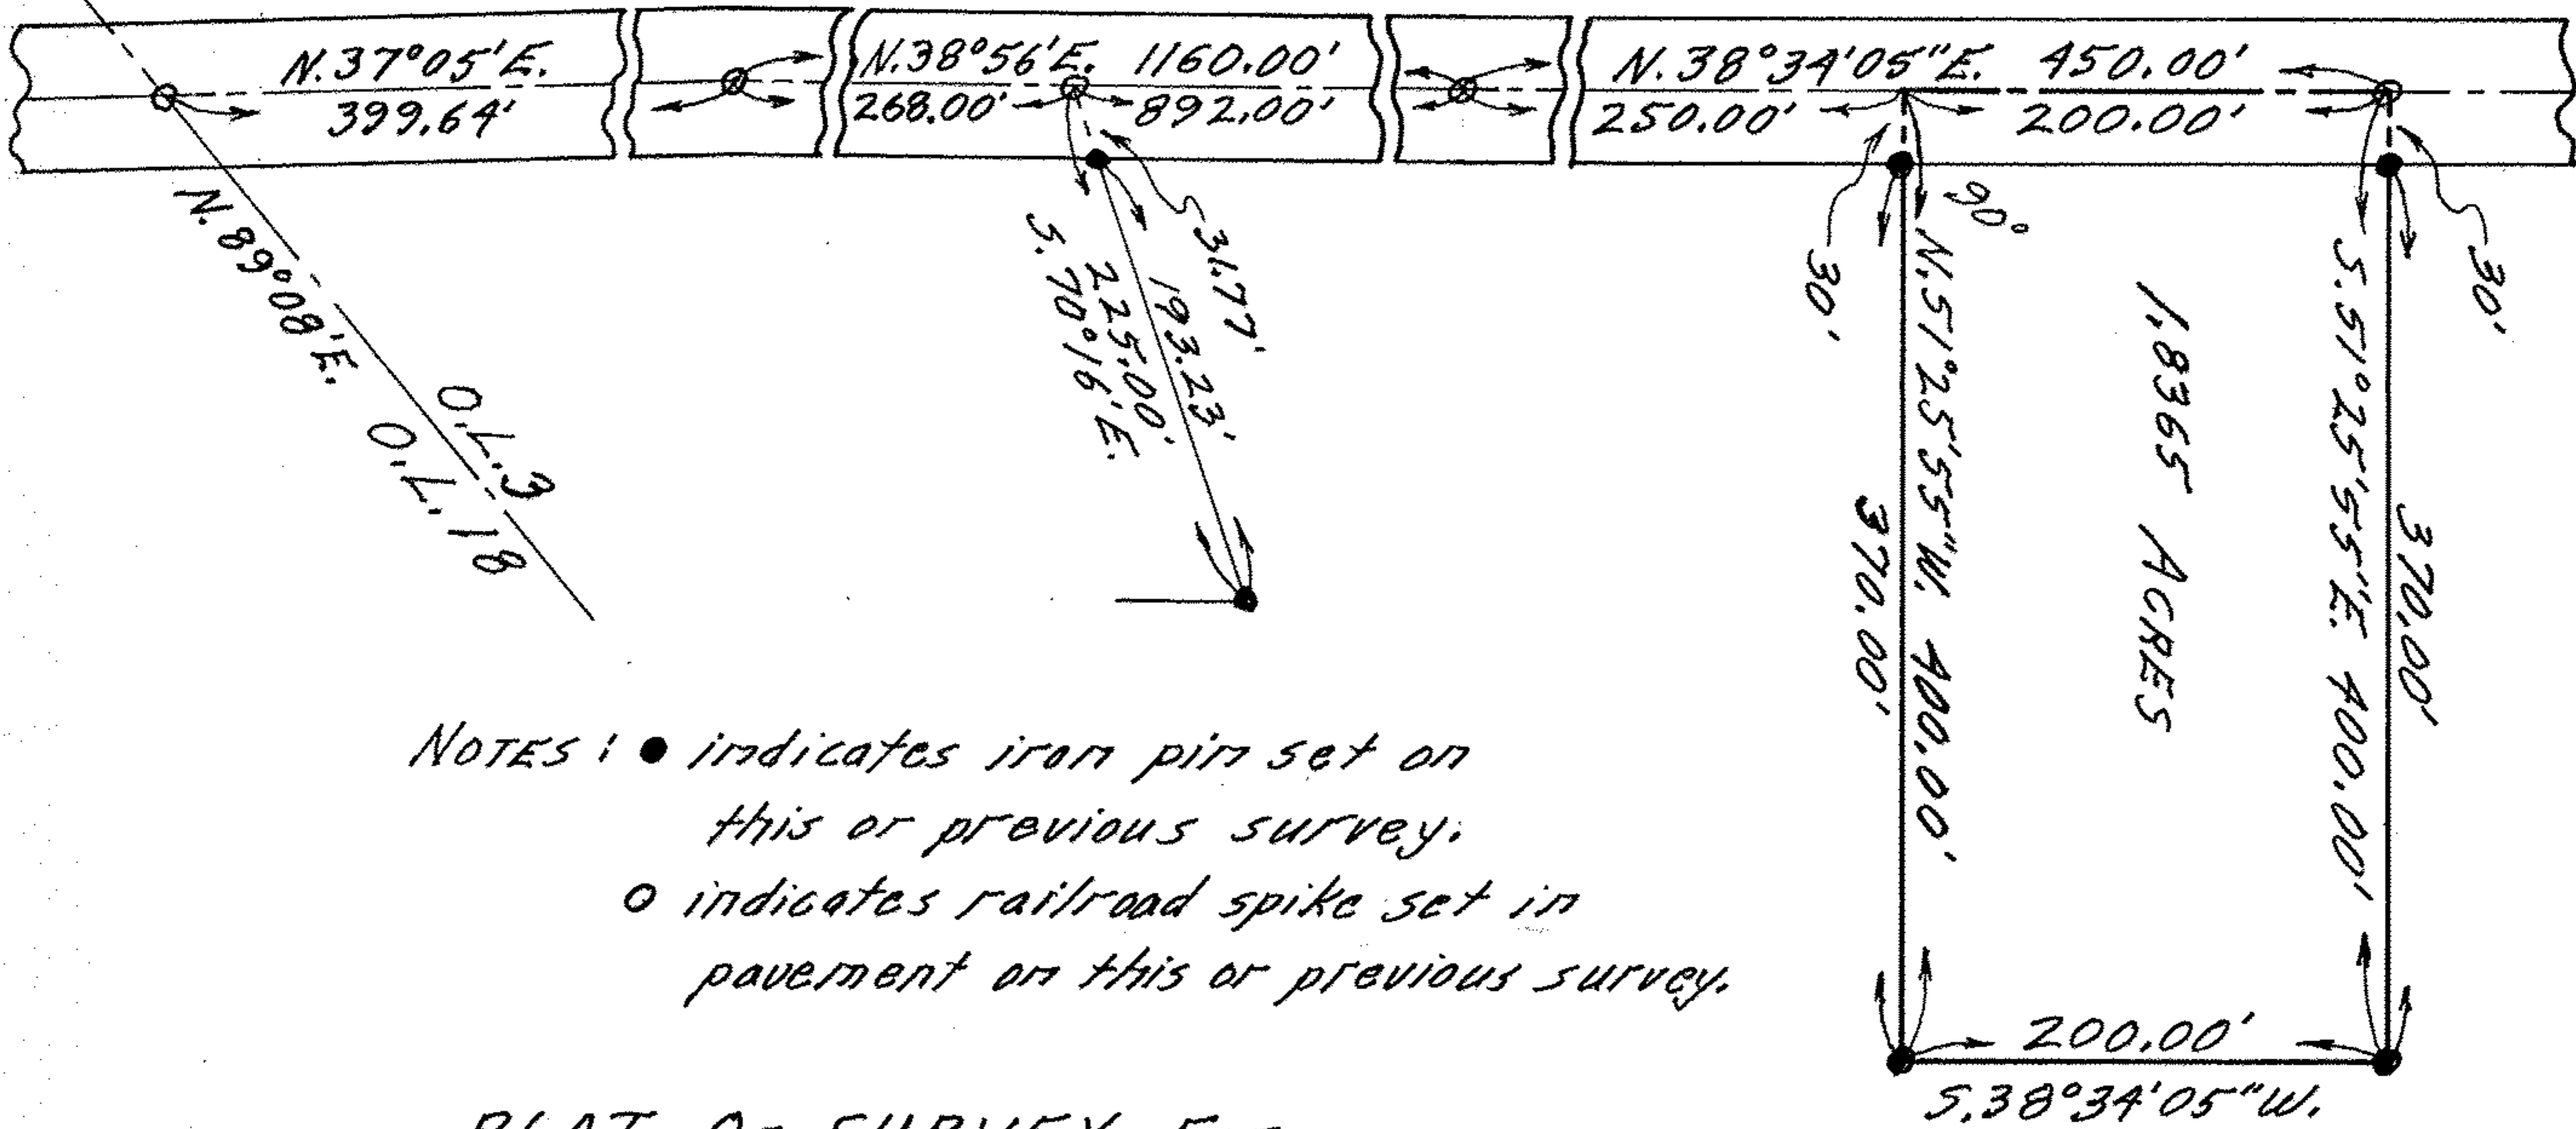 N.37°05'E.
399.64'
N.38°56'E. 1160.00'
268.00' 892.00'
N.38°34'05"E. 450.00'
250.00' 200.00'
N.89°08'E.
O.L.3
O.L.18
31.77'
193.23'
225.00'
S.70°16'E.
30'
90°
N.51°25'55"W. 400.00'
370.00'
1.8365 ACRES
S.51°25'55"E. 400.00'
370.00'
30'
200.00'
S.38°34'05"W.
NOTES: ● indicates iron pin set on
this or previous survey.
○ indicates railroad spike set in
pavement on this or previous survey.
PLAT OF SURVEY FOR